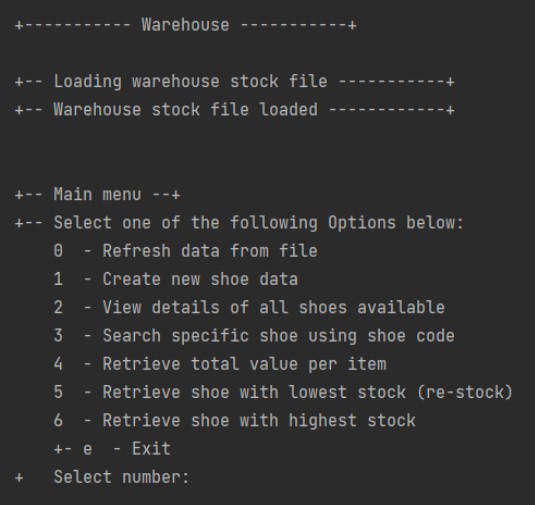 +----------- Warehouse -----------+
+-- Loading warehouse stock file -----------+
+-- Warehouse stock file loaded ------------+
+-- Main menu --+
+-- Select one of the following Options below:
0  - Refresh data from file
1  - Create new shoe data
2  - View details of all shoes available
3  - Search specific shoe using shoe code
4  - Retrieve total value per item
5  - Retrieve shoe with lowest stock (re-stock)
6  - Retrieve shoe with highest stock
+- e  - Exit
+   Select number: